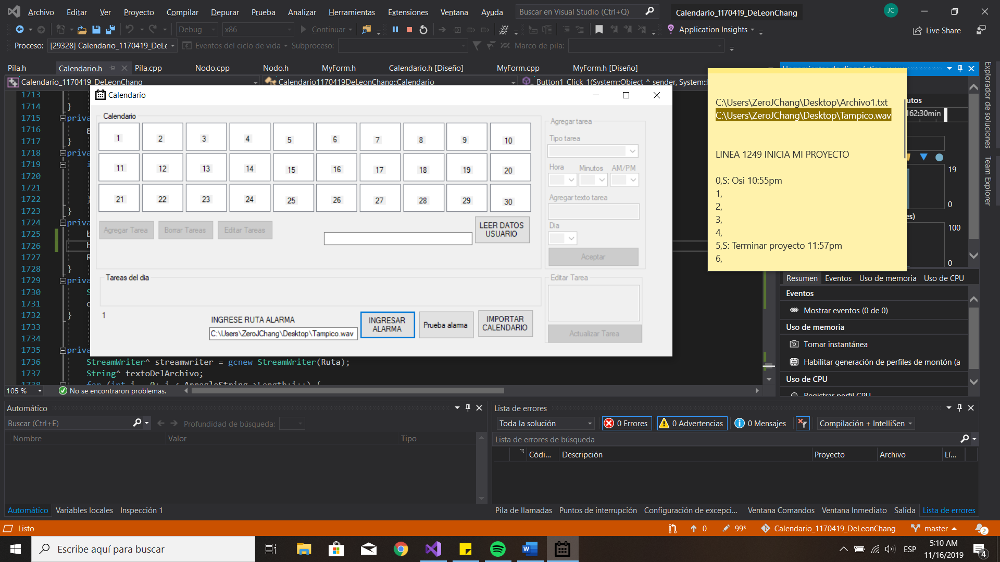 Archivo Editar Ver Proyecto Compilar Depurar Prueba Analizar Herramientas Extensiones Ventana Ayuda Buscar en Visual Studio (Ctrl+Q) Calendario_1170419_DeLeonChang JC
Debug x86 Continuar Application Insights Live Share
Proceso: [29328] Calendario_1170419_DeLe Eventos del ciclo de vida Subproceso: Marco de pila:
Pila.h Calendario.h Pila.cpp Nodo.cpp Nodo.h MyForm.h Calendario.h [Diseño] MyForm.cpp MyForm.h [Diseño]
Calendario_1170419_DeLeonChang Calendario1170419DeLeonChang::Calendario Button1_Click_1(System::Object ^ sender, System::
1713
1714 }
1715 priva
1716 g
1717 }
1718 priva
1719 i
1720
1721
1722 }
1723 }
1724 priva
1725 b
1726 b
1727 R
1728 }
1729 priva
1730 S
1731 c
1732 }
1733
1734
1735 priva
1736 StreamWriter^ streamwriter = gcnew StreamWriter(Ruta);
1737 String^ textoDelArchivo;
1738
Calendario
Calendario
1 2 3 4 5 6 7 8 9 10
11 12 13 14 15 16 17 18 19 20
21 22 23 24 25 26 27 28 29 30
Agregar Tarea Borrar Tareas Editar Tareas
LEER DATOS
USUARIO
Tareas del dia
1
INGRESE RUTA ALARMA
C:\Users\ZeroJChang\Desktop\Tampico.wav
INGRESAR
ALARMA
Prueba alarma
IMPORTAR
CALENDARIO
Agregar tarea
Tipo tarea
Hora Minutos AM/PM
Agregar texto tarea
Dia
Aceptar
Editar Tarea
Actualizar Tarea
C:\Users\ZeroJChang\Desktop\Archivo1.txt
C:\Users\ZeroJChang\Desktop\Tampico.wav
LINEA 1249 INICIA MI PROYECTO
0,S: Osi 10:55pm
1,
2,
3,
4,
5,S: Terminar proyecto 11:57pm
6,
utos
162:30min
19
0
es)
100
0
Resumen Eventos Uso de memoria Uso de CPU
Eventos
Mostrar eventos (0 de 0)
Uso de memoria
Tomar instantánea
Habilitar generación de perfiles de montón (a
Uso de CPU
Registrar perfil CPU
Explorador de soluciones
Team Explorer
105 % No se encontraron problemas.
Automático
Buscar (Ctrl+E) Profundidad de búsqueda:
Nombre Valor Tipo
Automático Variables locales Inspección 1
Lista de errores
Toda la solución 0 Errores 0 Advertencias 0 Mensajes Compilación + IntelliSen
Lista de errores de búsqueda
Códi... Descripción Proyecto Archivo Lí...
Pila de llamadas Puntos de interrupción Configuración de excepci... Ventana Comandos Ventana Inmediato Salida Lista de errores
Listo 0 99* Calendario_1170419_DeLeonChang master 2
Escribe aquí para buscar
ESP
5:10 AM
11/16/2019
4